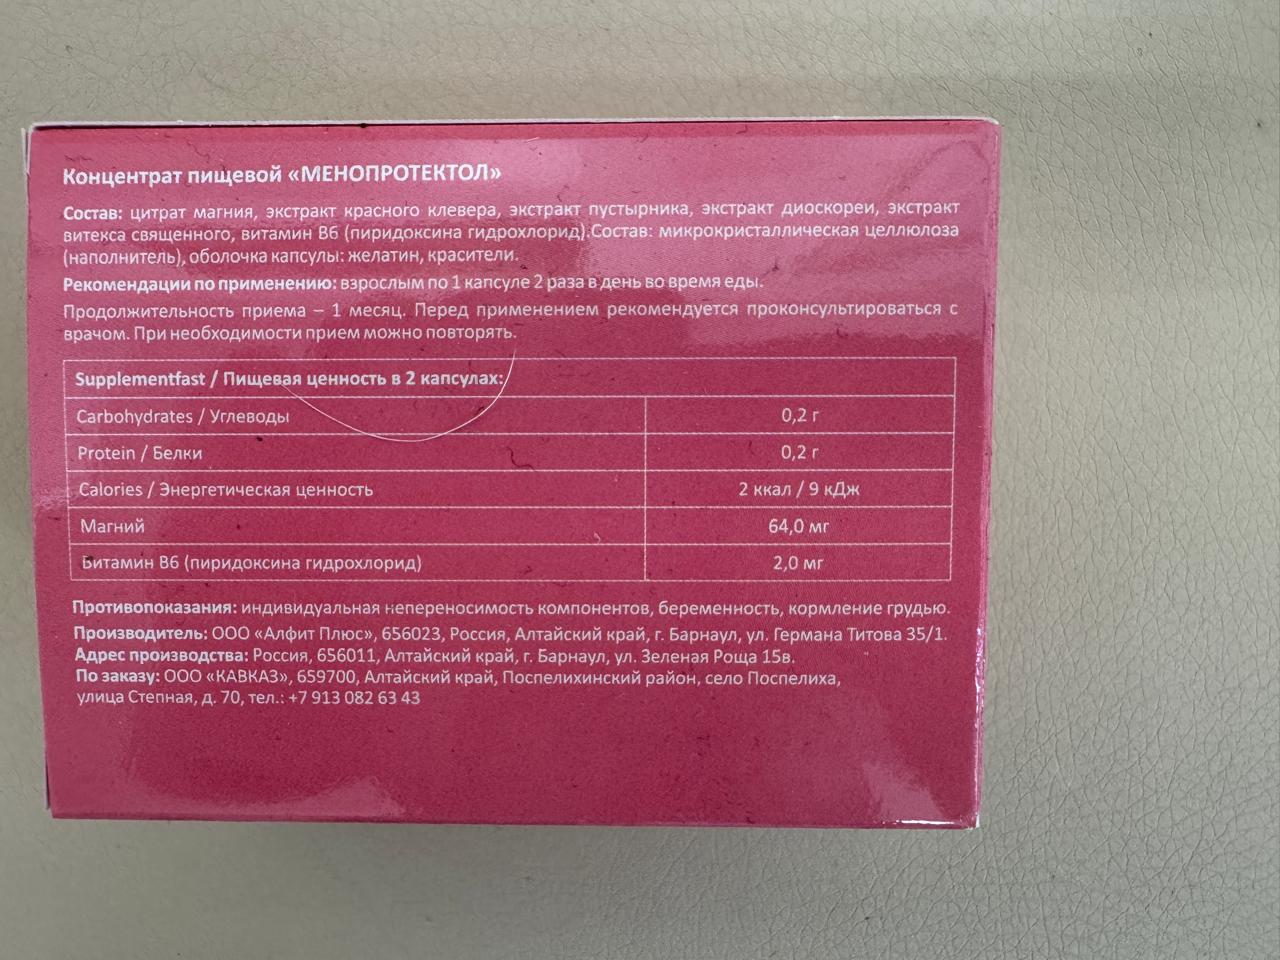 Концентрат пищевой «МЕНОПРОТЕКТОЛ»
Состав: цитрат магния, экстракт красного клевера, экстракт пустырника, экстракт диоскореи, экстракт
витекса священного, витамин B6 (пиридоксина гидрохлорид).Состав: микрокристаллическая целлюлоза
(наполнитель), оболочка капсулы: желатин, красители.
Рекомендации по применению: взрослым по 1 капсуле 2 раза в день во время еды.
Продолжительность приема – 1 месяц. Перед применением рекомендуется проконсультироваться с
врачом. При необходимости прием можно повторять.
Supplementfast / Пищевая ценность в 2 капсулах:
Carbohydrates / Углеводы 0,2 г
Protein / Белки 0,2 г
Calories / Энергетическая ценность 2 ккал / 9 кДж
Магний 64,0 мг
Витамин B6 (пиридоксина гидрохлорид) 2,0 мг
Противопоказания: индивидуальная непереносимость компонентов, беременность, кормление грудью.
Производитель: ООО «Алфит Плюс», 656023, Россия, Алтайский край, г. Барнаул, ул. Германа Титова 35/1.
Адрес производства: Россия, 656011, Алтайский край, г. Барнаул, ул. Зеленая Роща 15в.
По заказу: ООО «КАВКАЗ», 659700, Алтайский край, Поспелихинский район, село Поспелиха,
улица Степная, д. 70, тел.: +7 913 082 63 43